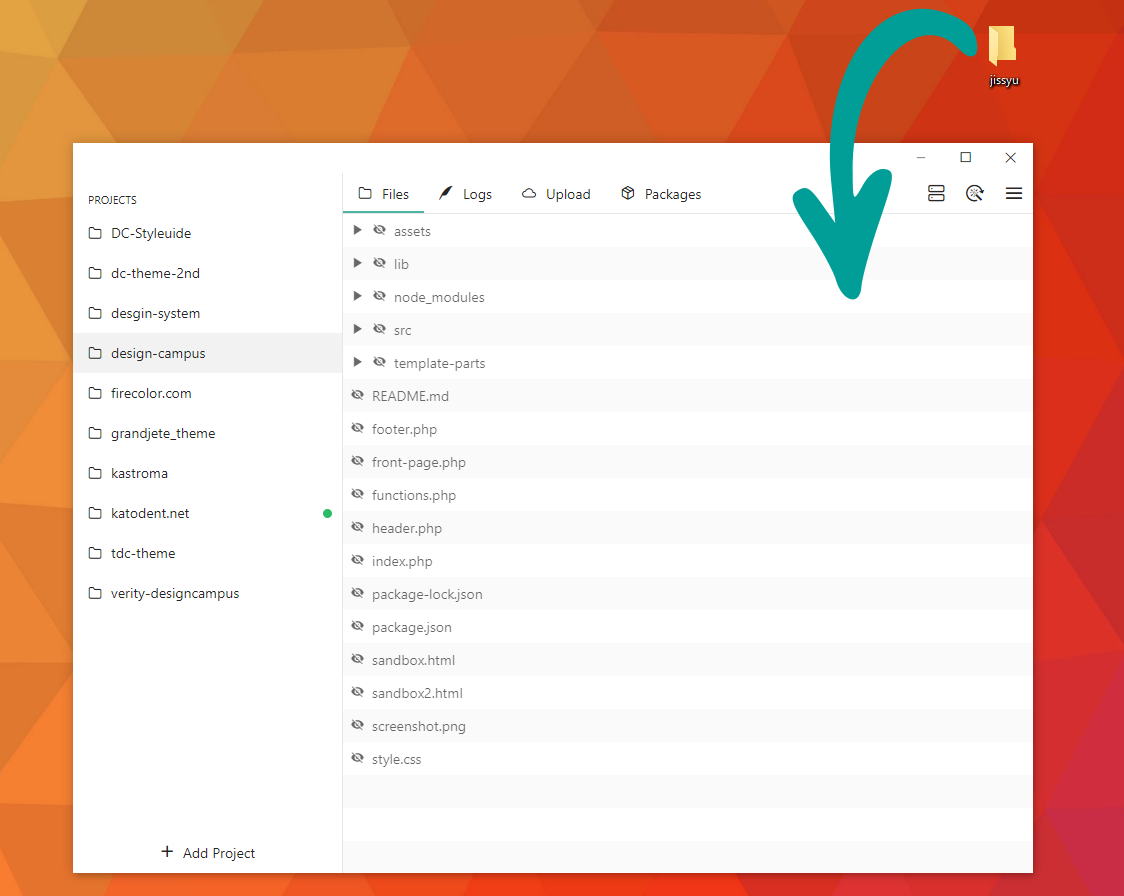 jissyu
PROJECTS
DC-Styleuide
dc-theme-2nd
desgin-system
design-campus
firecolor.com
grandjete_theme
kastroma
katodent.net
tdc-theme
verity-designcampus
Add Project
Files Logs Upload Packages
assets
lib
node_modules
src
template-parts
README.md
footer.php
front-page.php
functions.php
header.php
index.php
package-lock.json
package.json
sandbox.html
sandbox2.html
screenshot.png
style.css